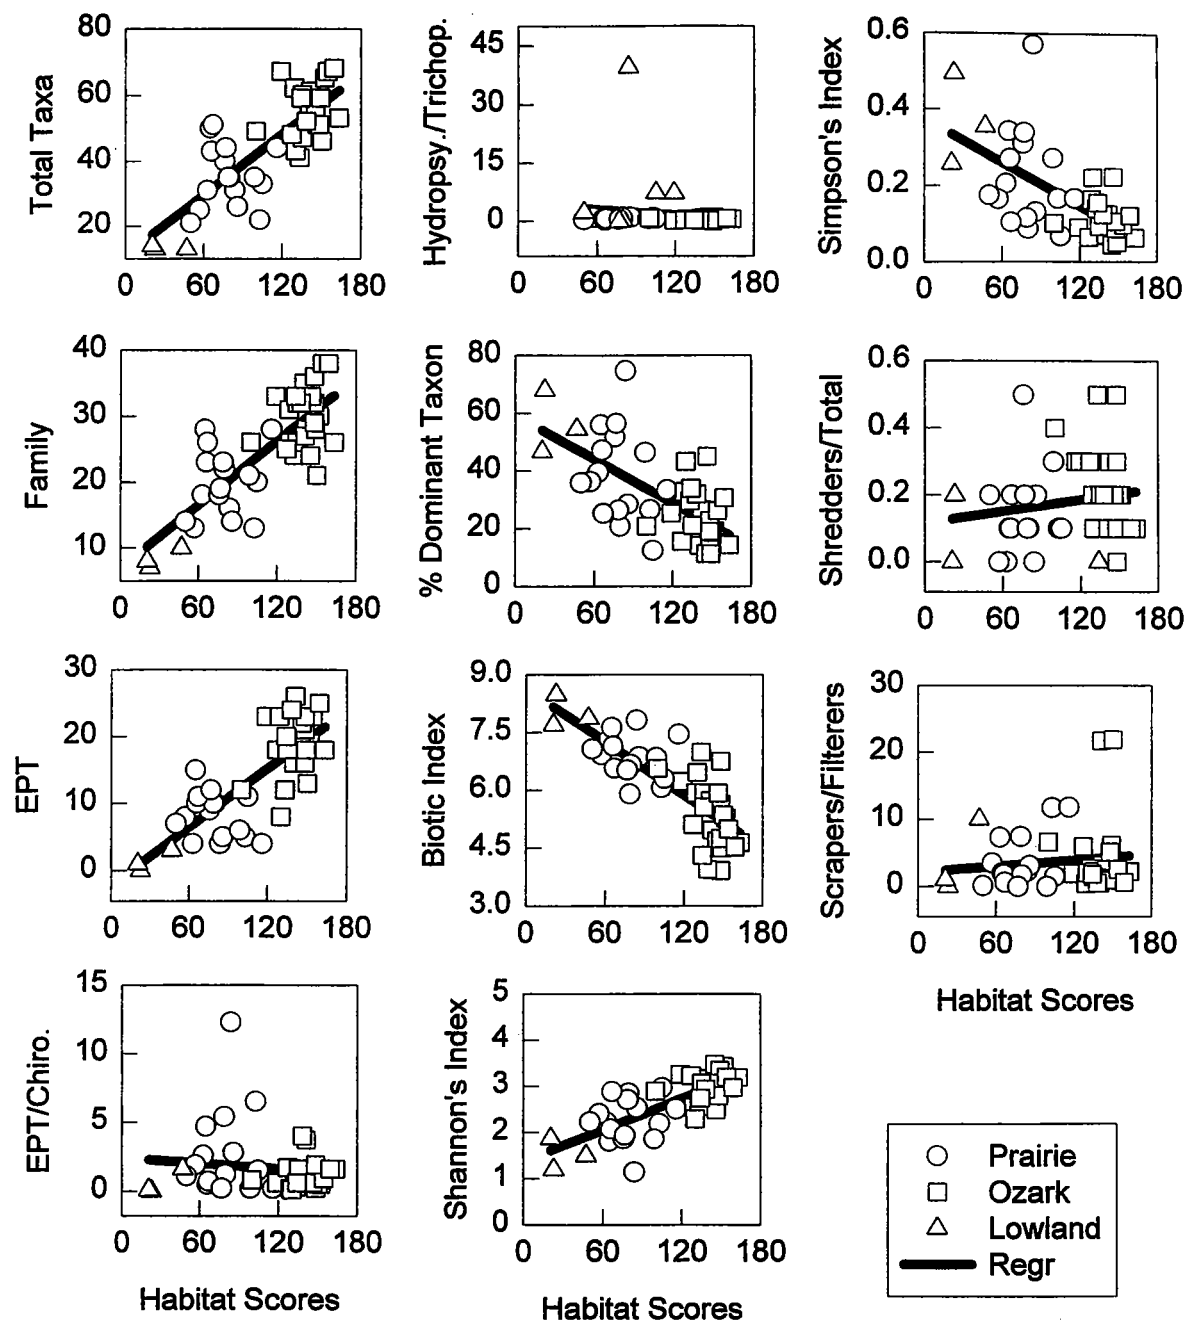 Total Taxa
80
60
40
20
0 60 120 180
Hydropsy./Trichop.
45
30
15
0
0 60 120 180
Simpson's Index
0.6
0.4
0.2
0.0
0 60 120 180
Family
40
30
20
10
0 60 120 180
% Dominant Taxon
80
60
40
20
0
0 60 120 180
Shredders/Total
0.6
0.4
0.2
0.0
0 60 120 180
EPT
30
20
10
0
0 60 120 180
Biotic Index
9.0
7.5
6.0
4.5
3.0
0 60 120 180
Scrapers/Filterers
30
20
10
0
0 60 120 180
Habitat Scores
EPT/Chiro.
15
10
5
0
0 60 120 180
Habitat Scores
Shannon's Index
5
4
3
2
1
0
0 60 120 180
Habitat Scores
Prairie
Ozark
Lowland
Regr